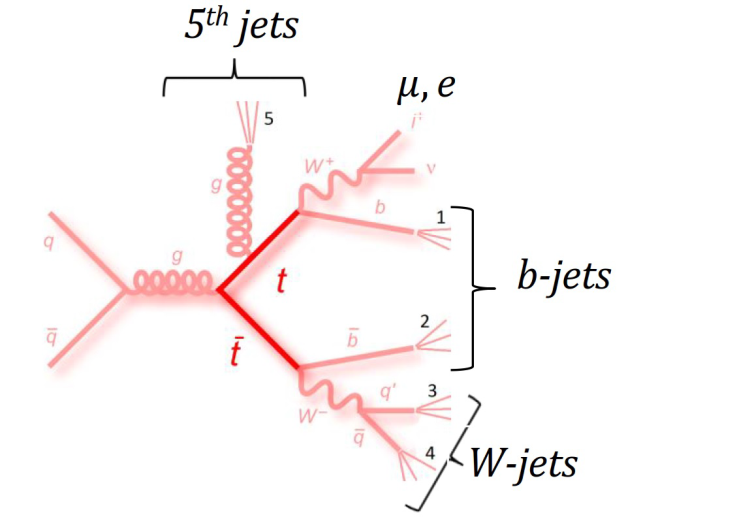 5th jets
μ, e
5
l+
W+
ν
g
b
1
q
g
t
b-jets
q̄
t̄
b̄
2
W−
q'
3
q̄
4
W-jets